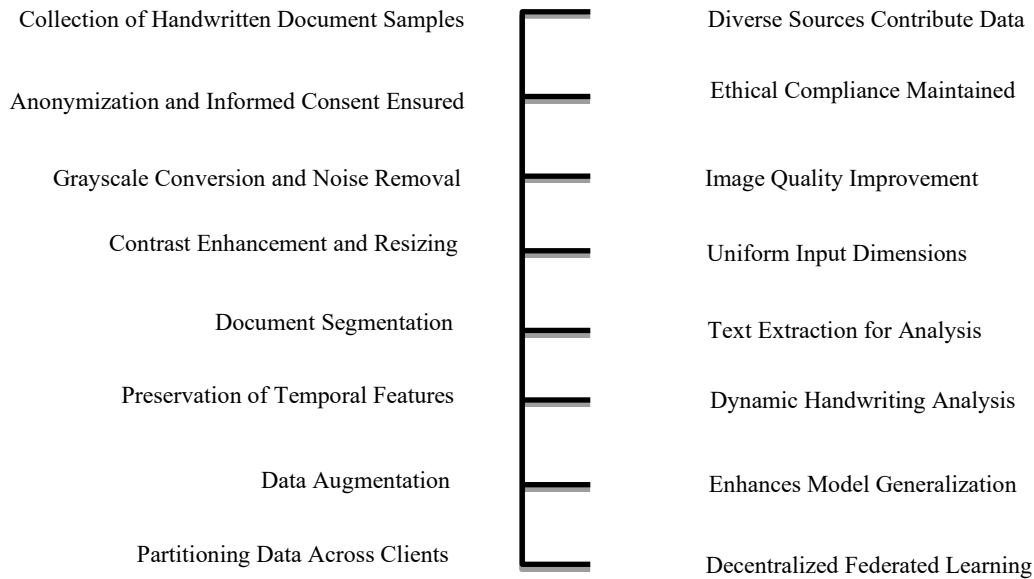 Collection of Handwritten Document Samples
Diverse Sources Contribute Data
Anonymization and Informed Consent Ensured
Ethical Compliance Maintained
Grayscale Conversion and Noise Removal
Image Quality Improvement
Contrast Enhancement and Resizing
Uniform Input Dimensions
Document Segmentation
Text Extraction for Analysis
Preservation of Temporal Features
Dynamic Handwriting Analysis
Data Augmentation
Enhances Model Generalization
Partitioning Data Across Clients
Decentralized Federated Learning